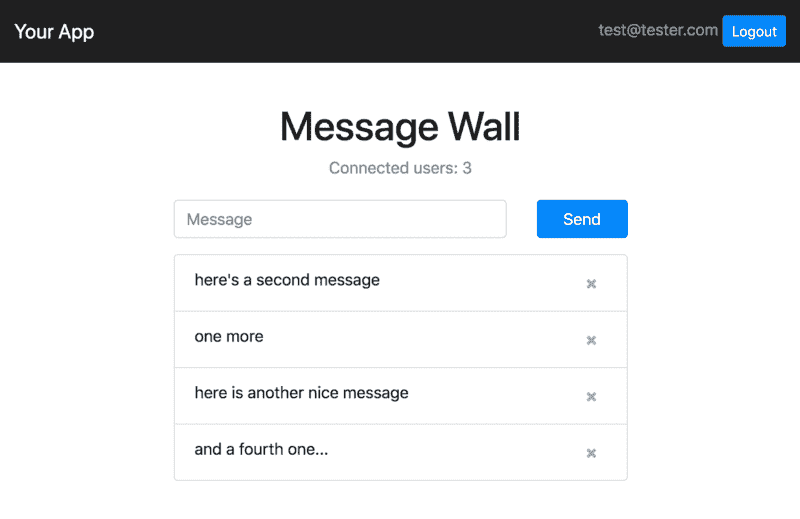 Your App
test@tester.com Logout
Message Wall
Connected users: 3
Message Send
here's a second message
one more
here is another nice message
and a fourth one...